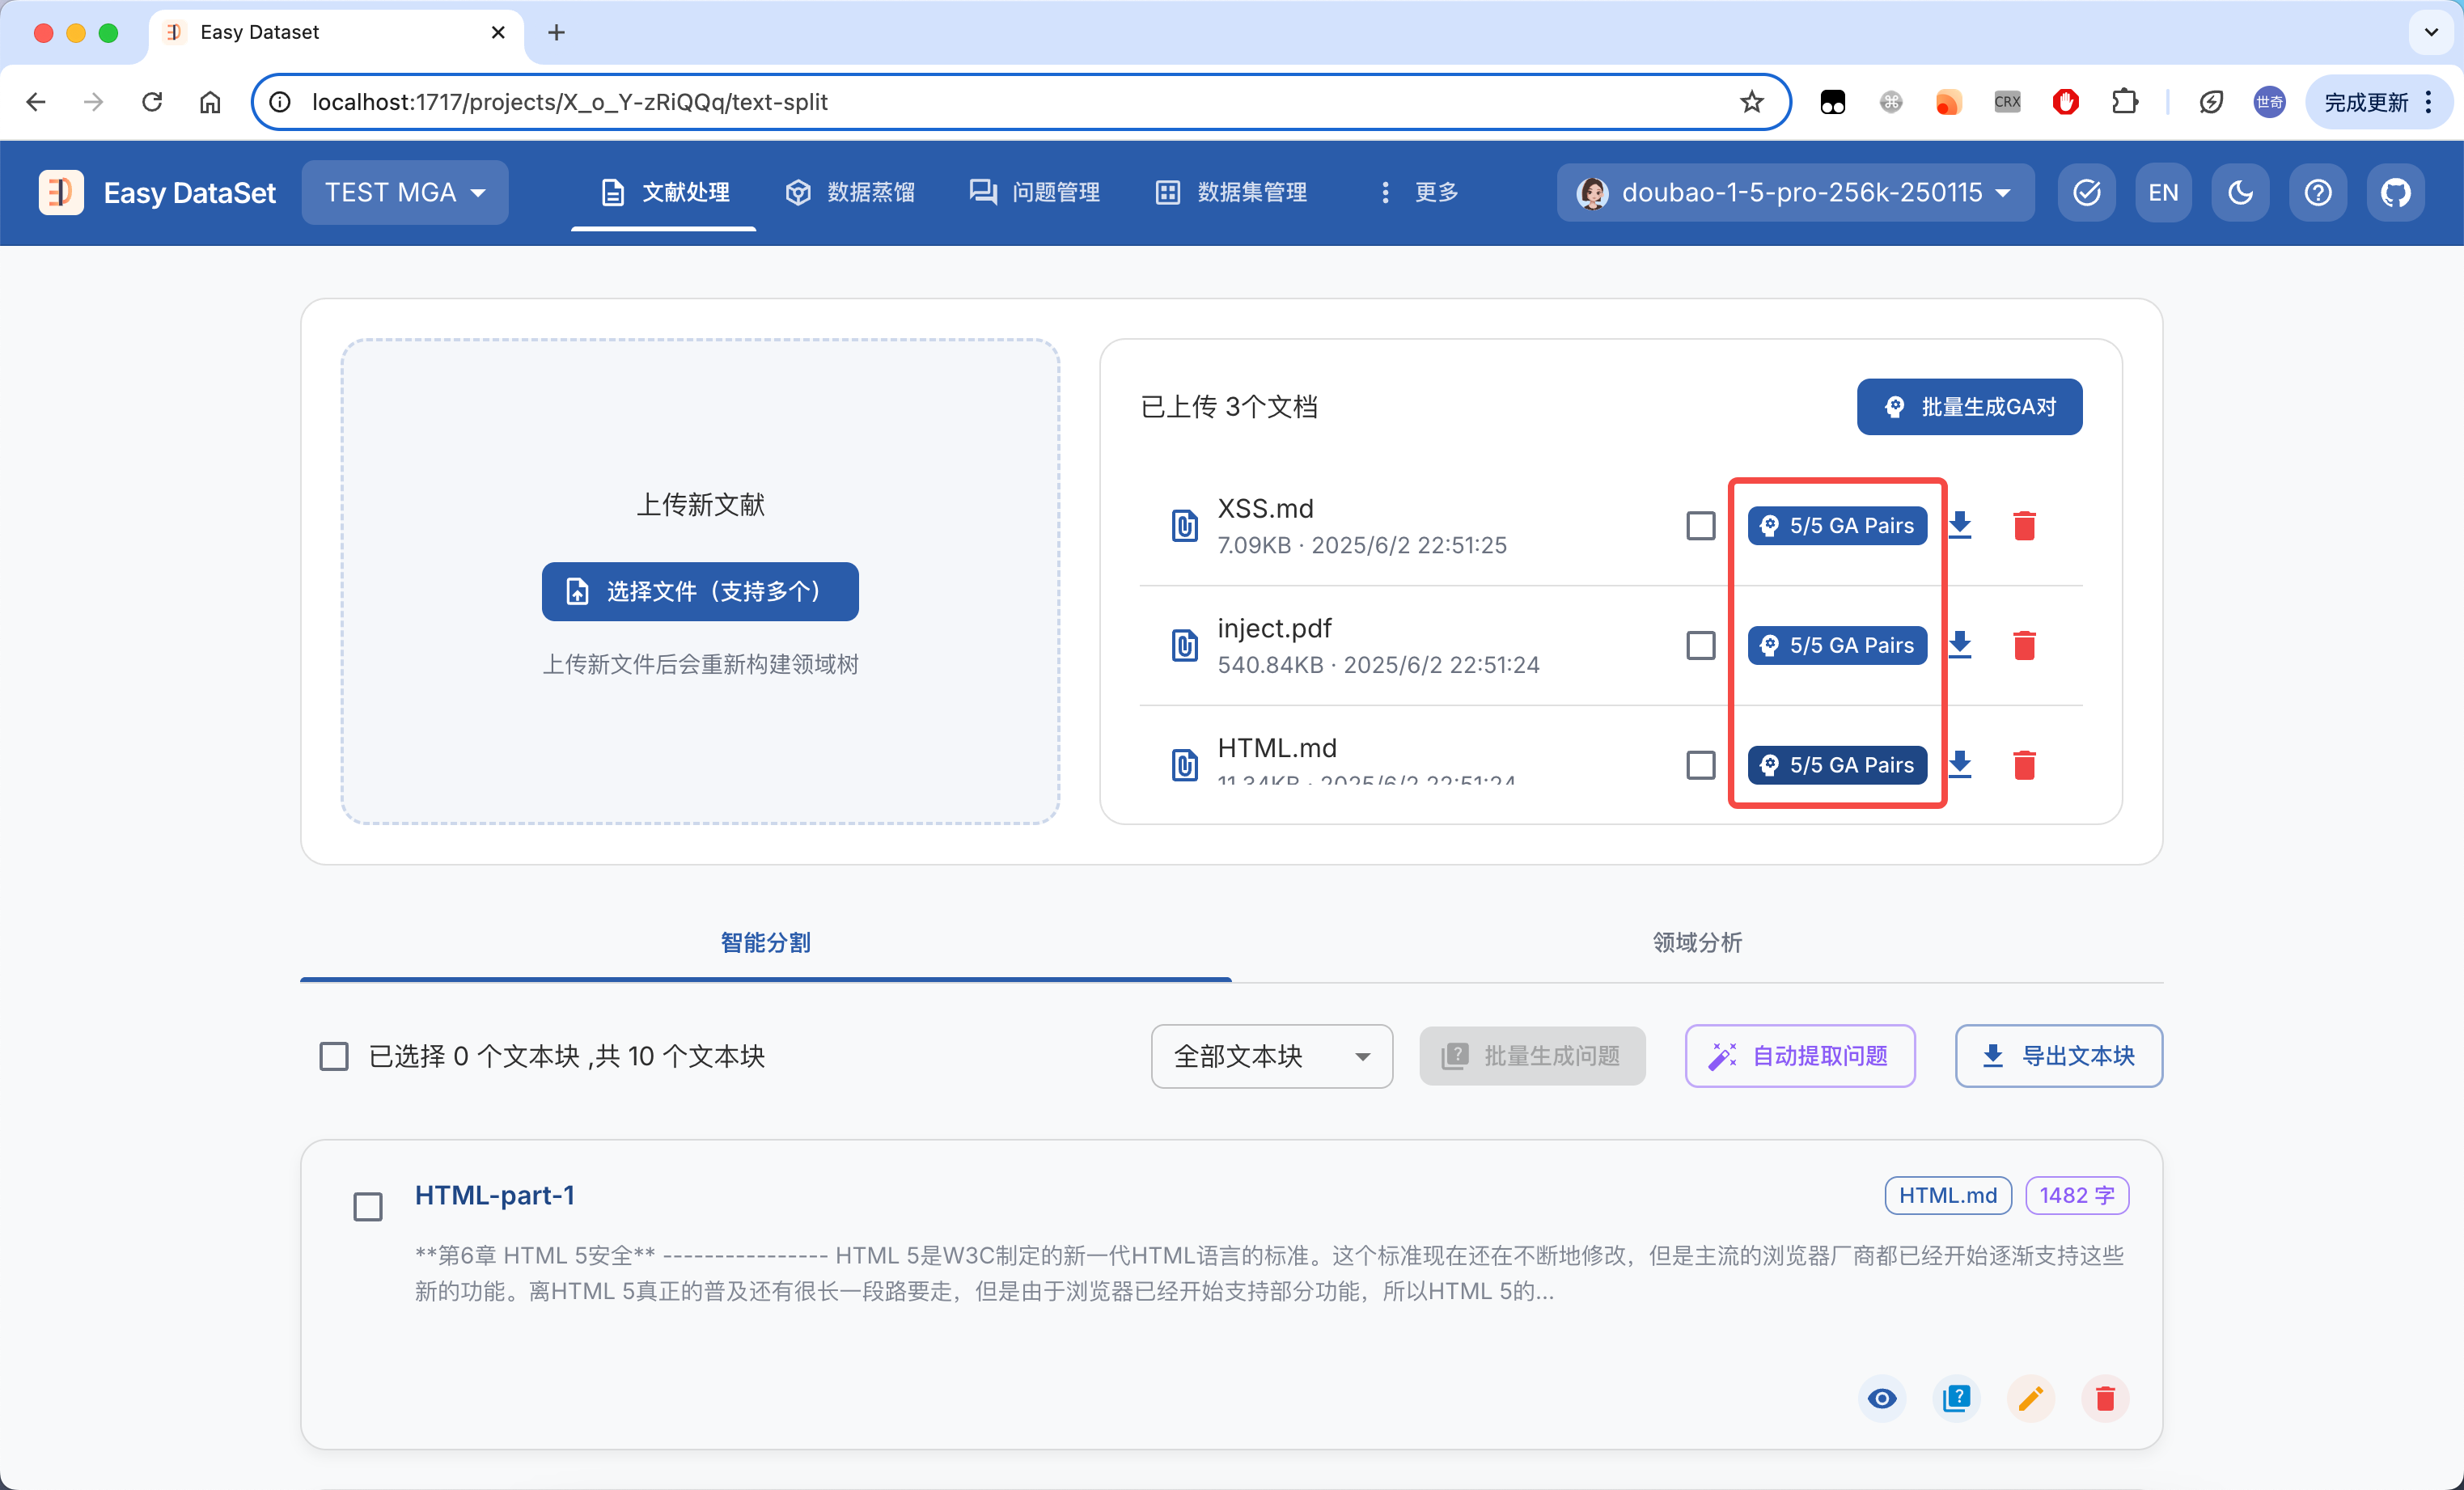 Easy Dataset
localhost:1717/projects/X_o_Y-zRiQQq/text-split
CRX
世奇
完成更新
Easy DataSet
TEST MGA
文献处理
数据蒸馏
问题管理
数据集管理
更多
doubao-1-5-pro-256k-250115
EN
上传新文献
选择文件（支持多个）
上传新文件后会重新构建领域树
已上传 3个文档
批量生成GA对
XSS.md
7.09KB · 2025/6/2 22:51:25
5/5 GA Pairs
inject.pdf
540.84KB · 2025/6/2 22:51:24
5/5 GA Pairs
HTML.md
11.34KB · 2025/6/2 22:51:24
5/5 GA Pairs
智能分割
领域分析
已选择 0 个文本块 ,共 10 个文本块
全部文本块
批量生成问题
自动提取问题
导出文本块
HTML-part-1
HTML.md
1482 字
**第6章 HTML 5安全** ---------------- HTML 5是W3C制定的新一代HTML语言的标准。这个标准现在还在不断地修改，但是主流的浏览器厂商都已经开始逐渐支持这些
新的功能。离HTML 5真正的普及还有很长一段路要走，但是由于浏览器已经开始支持部分功能，所以HTML 5的...